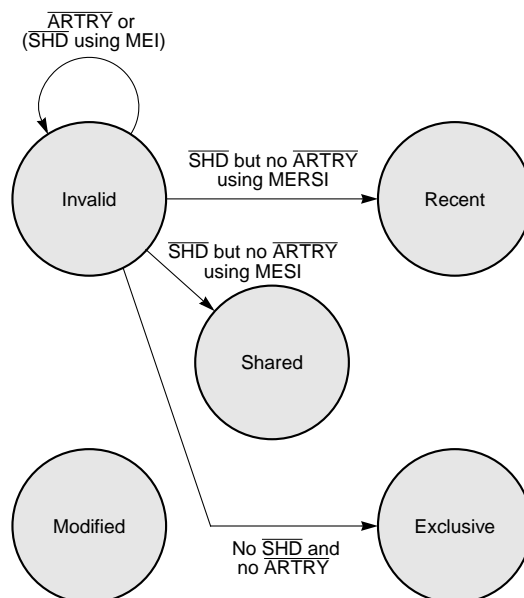 ARTRY or
(SHD using MEI)
Invalid
SHD but no ARTRY
using MERSI
Recent
SHD but no ARTRY
using MESI
Shared
Modified
No SHD and
no ARTRY
Exclusive